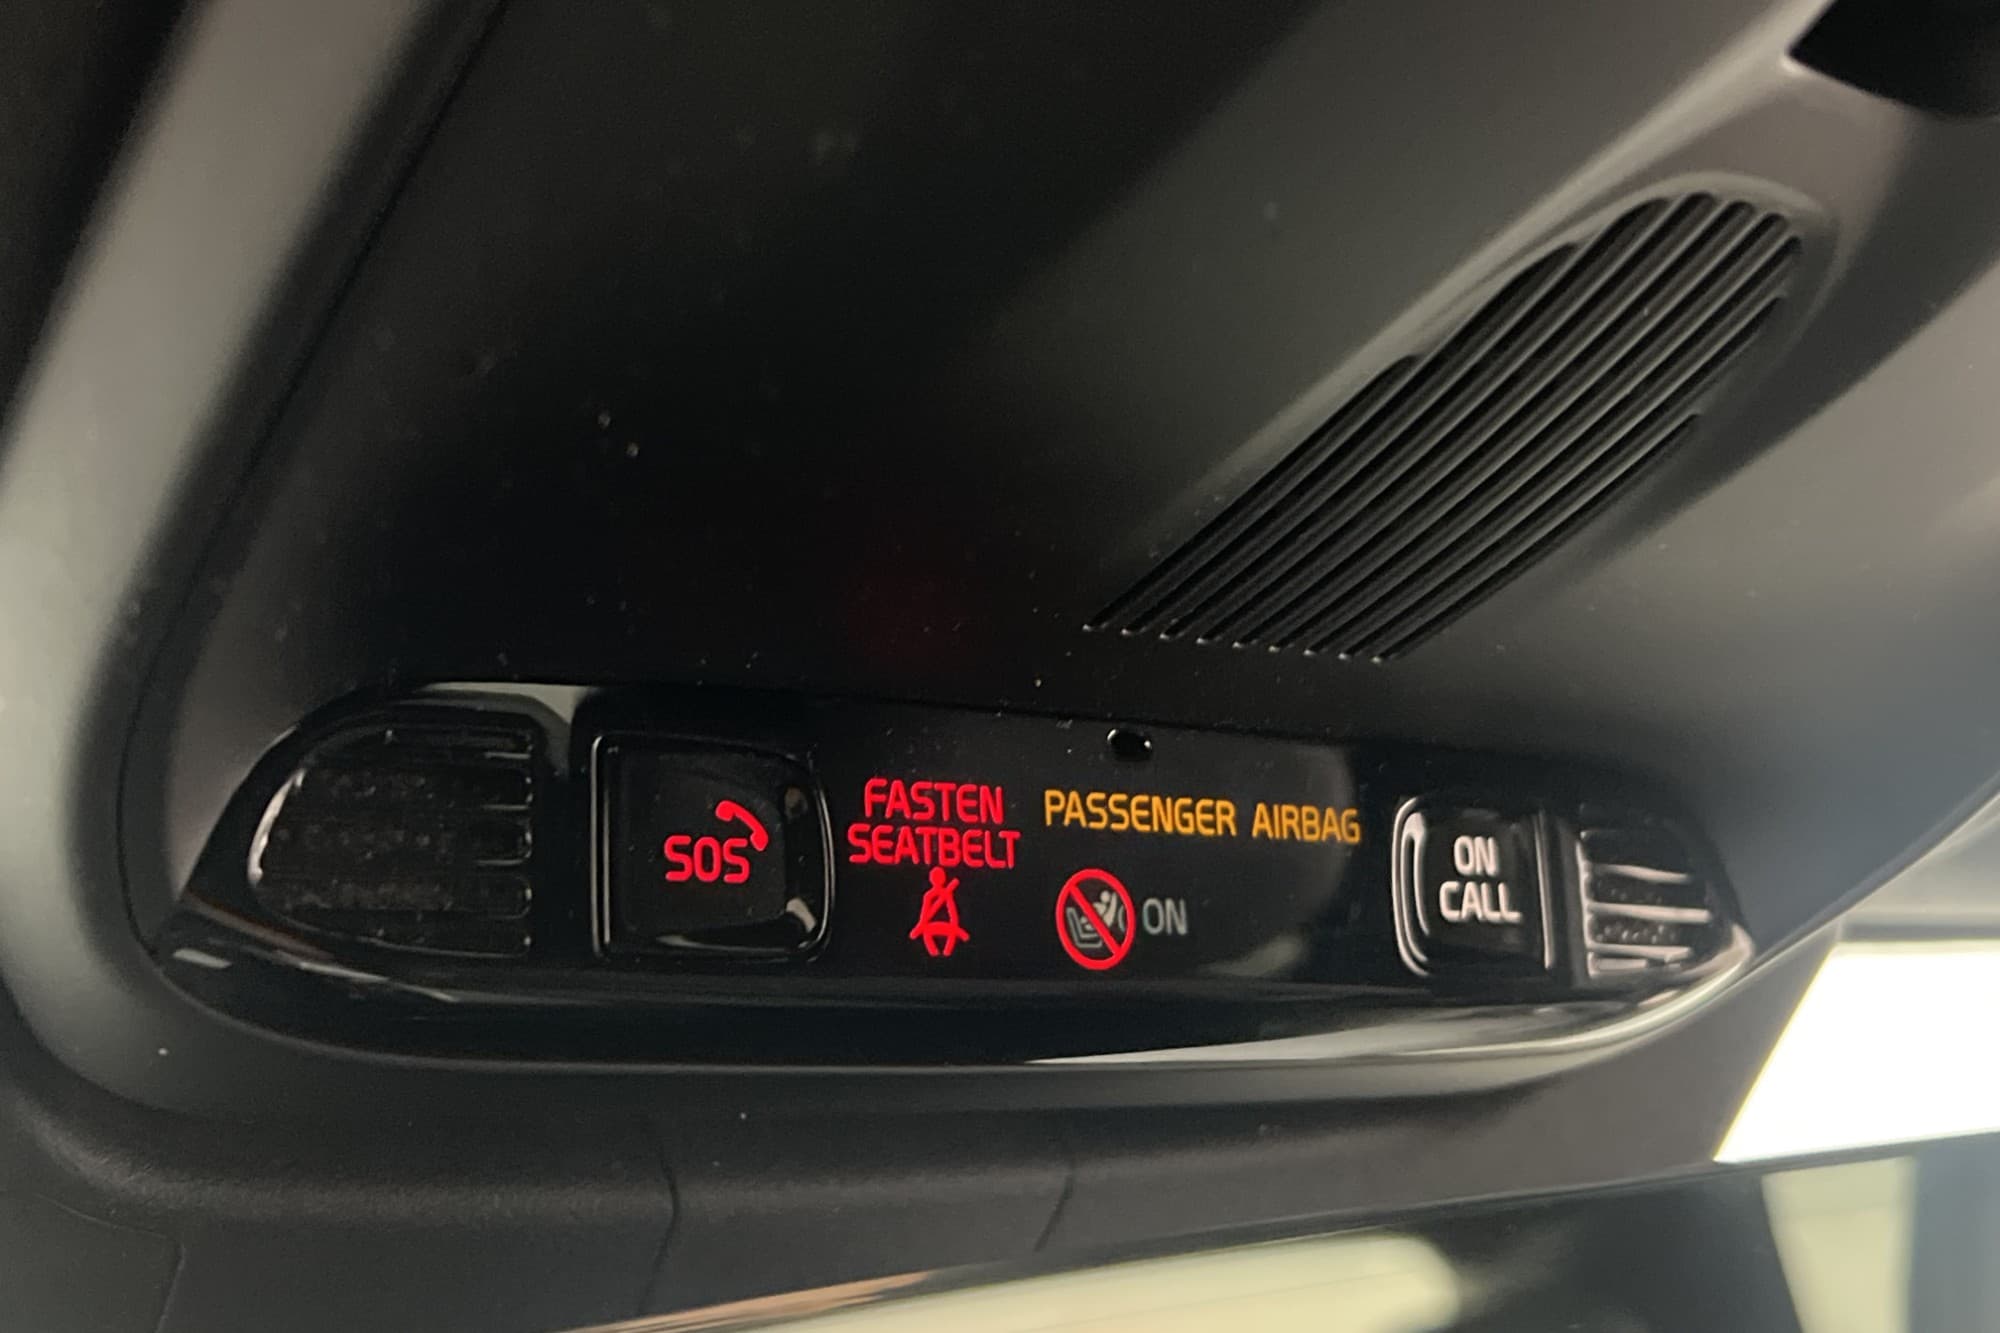 SOS
FASTEN
SEATBELT
PASSENGER AIRBAG
ON
ON
CALL